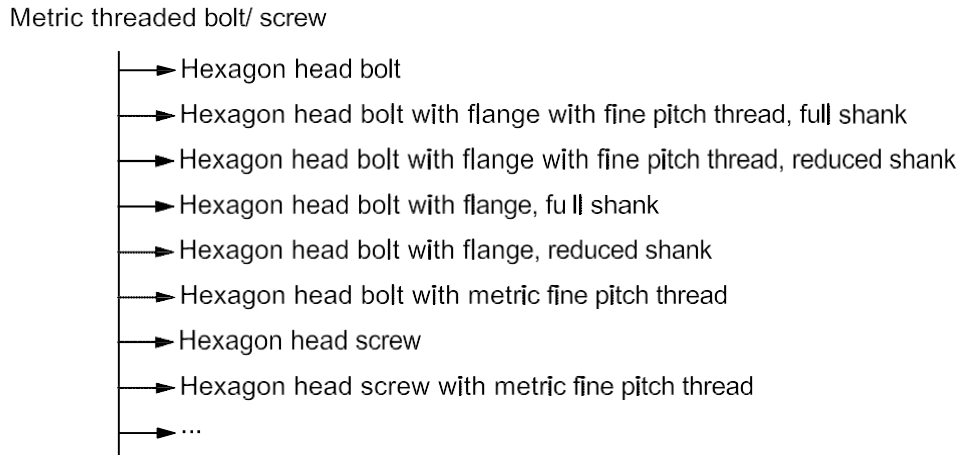 Metric threaded bolt/ screw
Hexagon head bolt
Hexagon head bolt with flange with fine pitch thread, full shank
Hexagon head bolt with flange with fine pitch thread, reduced shank
Hexagon head bolt with flange, full shank
Hexagon head bolt with flange, reduced shank
Hexagon head bolt with metric fine pitch thread
Hexagon head screw
Hexagon head screw with metric fine pitch thread
...